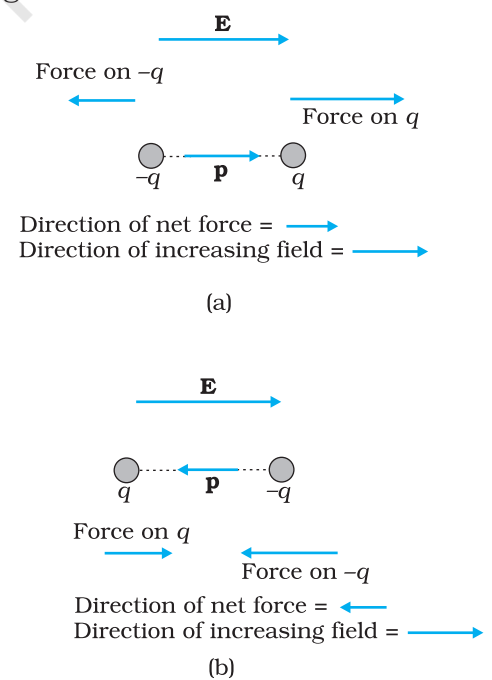 E
Force on –q
Force on q
–q
p
q
Direction of net force =
Direction of increasing field =
(a)
E
q
p
–q
Force on q
Force on –q
Direction of net force =
Direction of increasing field =
(b)